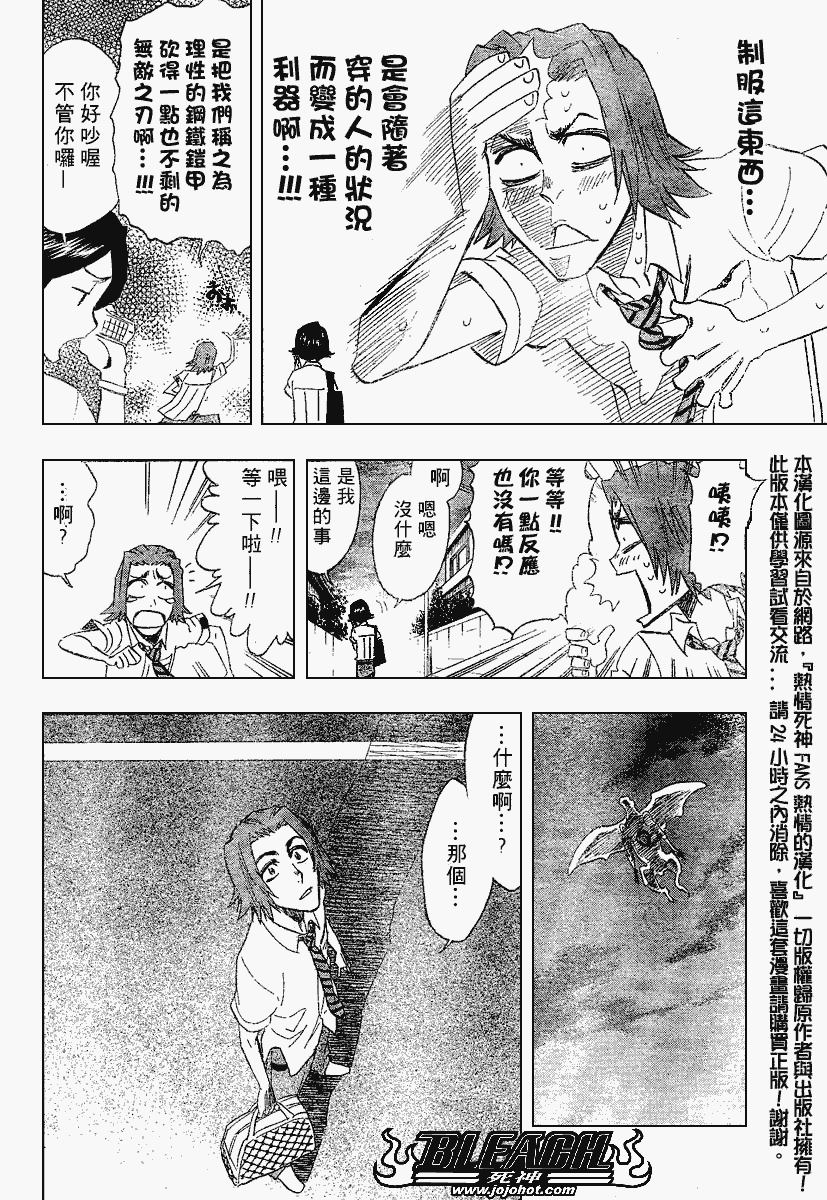 制服這東西…
是會隨著
穿的人的狀況
而變成一種
利器啊…!!!
是把我們稱之為
理性的鋼鐵鎧甲
砍得一點也不剩的
無敵之刃啊…!!!
おお
你好吵喔
不管你囉—
咦咦!?
等等!!
你一點反應
也沒有嗎!?
啊
嗯嗯
沒什麼
是我
這邊的事
喂—!!
等一下啦—!!
…啊?
…什麼啊…?
…那個…
本漢化圖源來自於網路，『熱情死神FANS熱情的漢化』一切版權歸原作者與出版社擁有！
此版本僅供學習試看交流... 請24小時之內消除，喜歡這套漫畫請購買正版！謝謝。
BLEACH
死神
www.jojohot.com